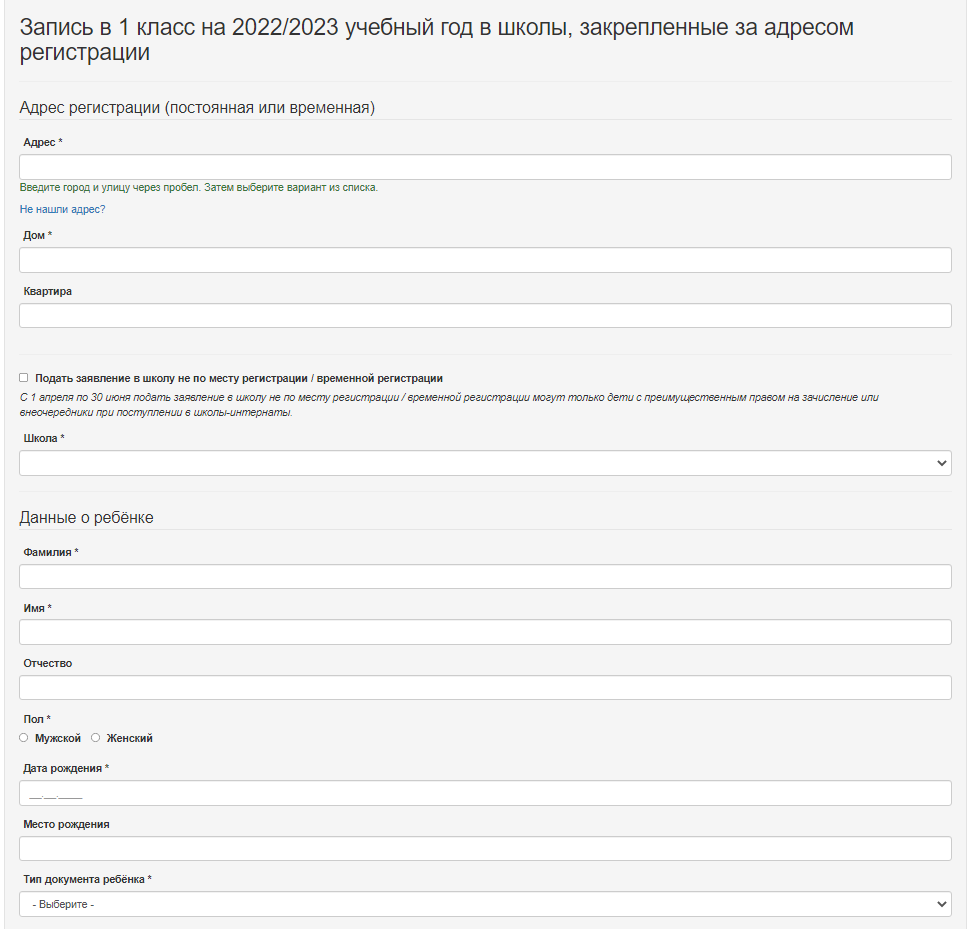 Запись в 1 класс на 2022/2023 учебный год в школы, закрепленные за адресом
регистрации
Адрес регистрации (постоянная или временная)
Адрес *
Введите город и улицу через пробел. Затем выберите вариант из списка.
Не нашли адрес?
Дом *
Квартира
Подать заявление в школу не по месту регистрации / временной регистрации
С 1 апреля по 30 июня подать заявление в школу не по месту регистрации / временной регистрации могут только дети с преимущественным правом на зачисление или
внеочередники при поступлении в школы-интернаты.
Школа *
Данные о ребёнке
Фамилия *
Имя *
Отчество
Пол *
Мужской Женский
Дата рождения *
__.__.____
Место рождения
Тип документа ребёнка *
- Выберите -